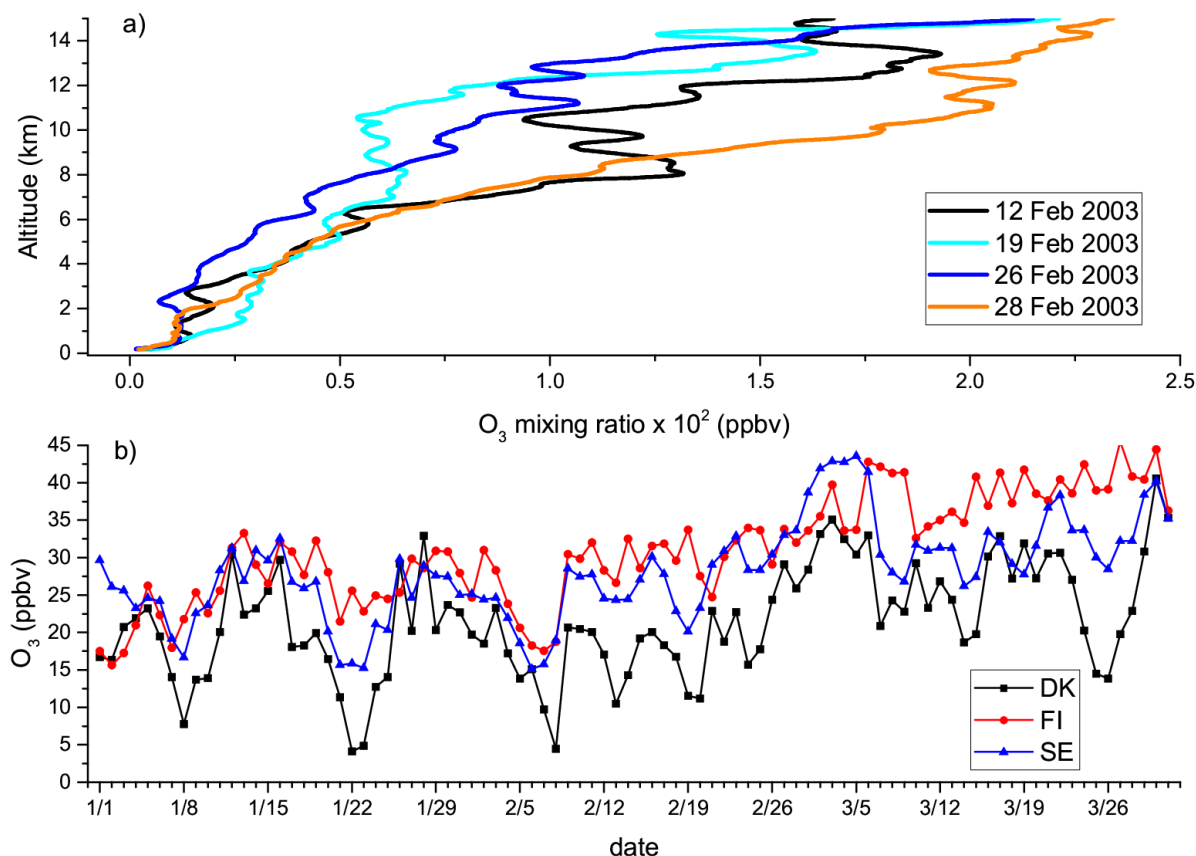 a)
14
12
10
8
6
4
2
0
Altitude (km)
12 Feb 2003
19 Feb 2003
26 Feb 2003
28 Feb 2003
0.0 0.5 1.0 1.5 2.0 2.5
O3 mixing ratio x 10² (ppbv)
b)
45
40
35
30
25
20
15
10
5
0
O3 (ppbv)
DK
FI
SE
1/1 1/8 1/15 1/22 1/29 2/5 2/12 2/19 2/26 3/5 3/12 3/19 3/26
date